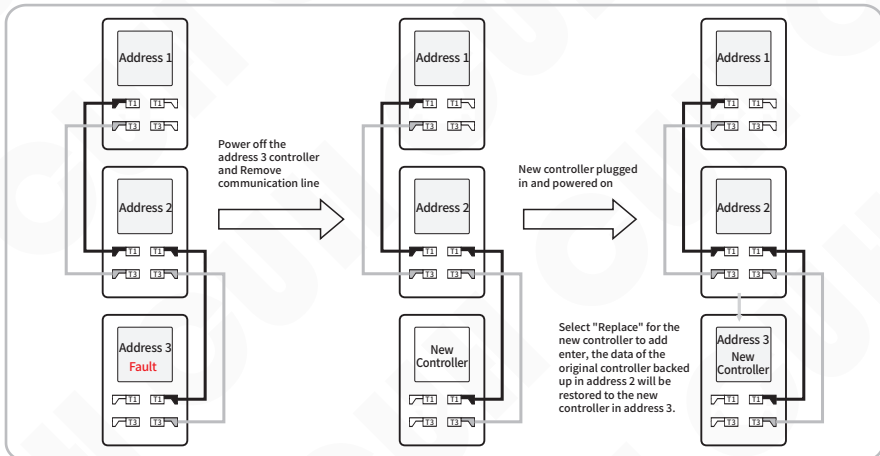 Address 1
T1 T1
T3 T3
Address 2
T1 T1
T3 T3
Address 3
Fault
T1 T1
T3 T3
Power off the
address 3 controller
and Remove
communication line
Address 1
T1 T1
T3 T3
Address 2
T1 T1
T3 T3
New
Controller
T1 T1
T3 T3
New controller plugged
in and powered on
Select "Replace" for the
new controller to add
enter, the data of the
original controller backed
up in address 2 will be
restored to the new
controller in address 3.
Address 1
T1 T1
T3 T3
Address 2
T1 T1
T3 T3
Address 3
New
Controller
T1 T1
T3 T3